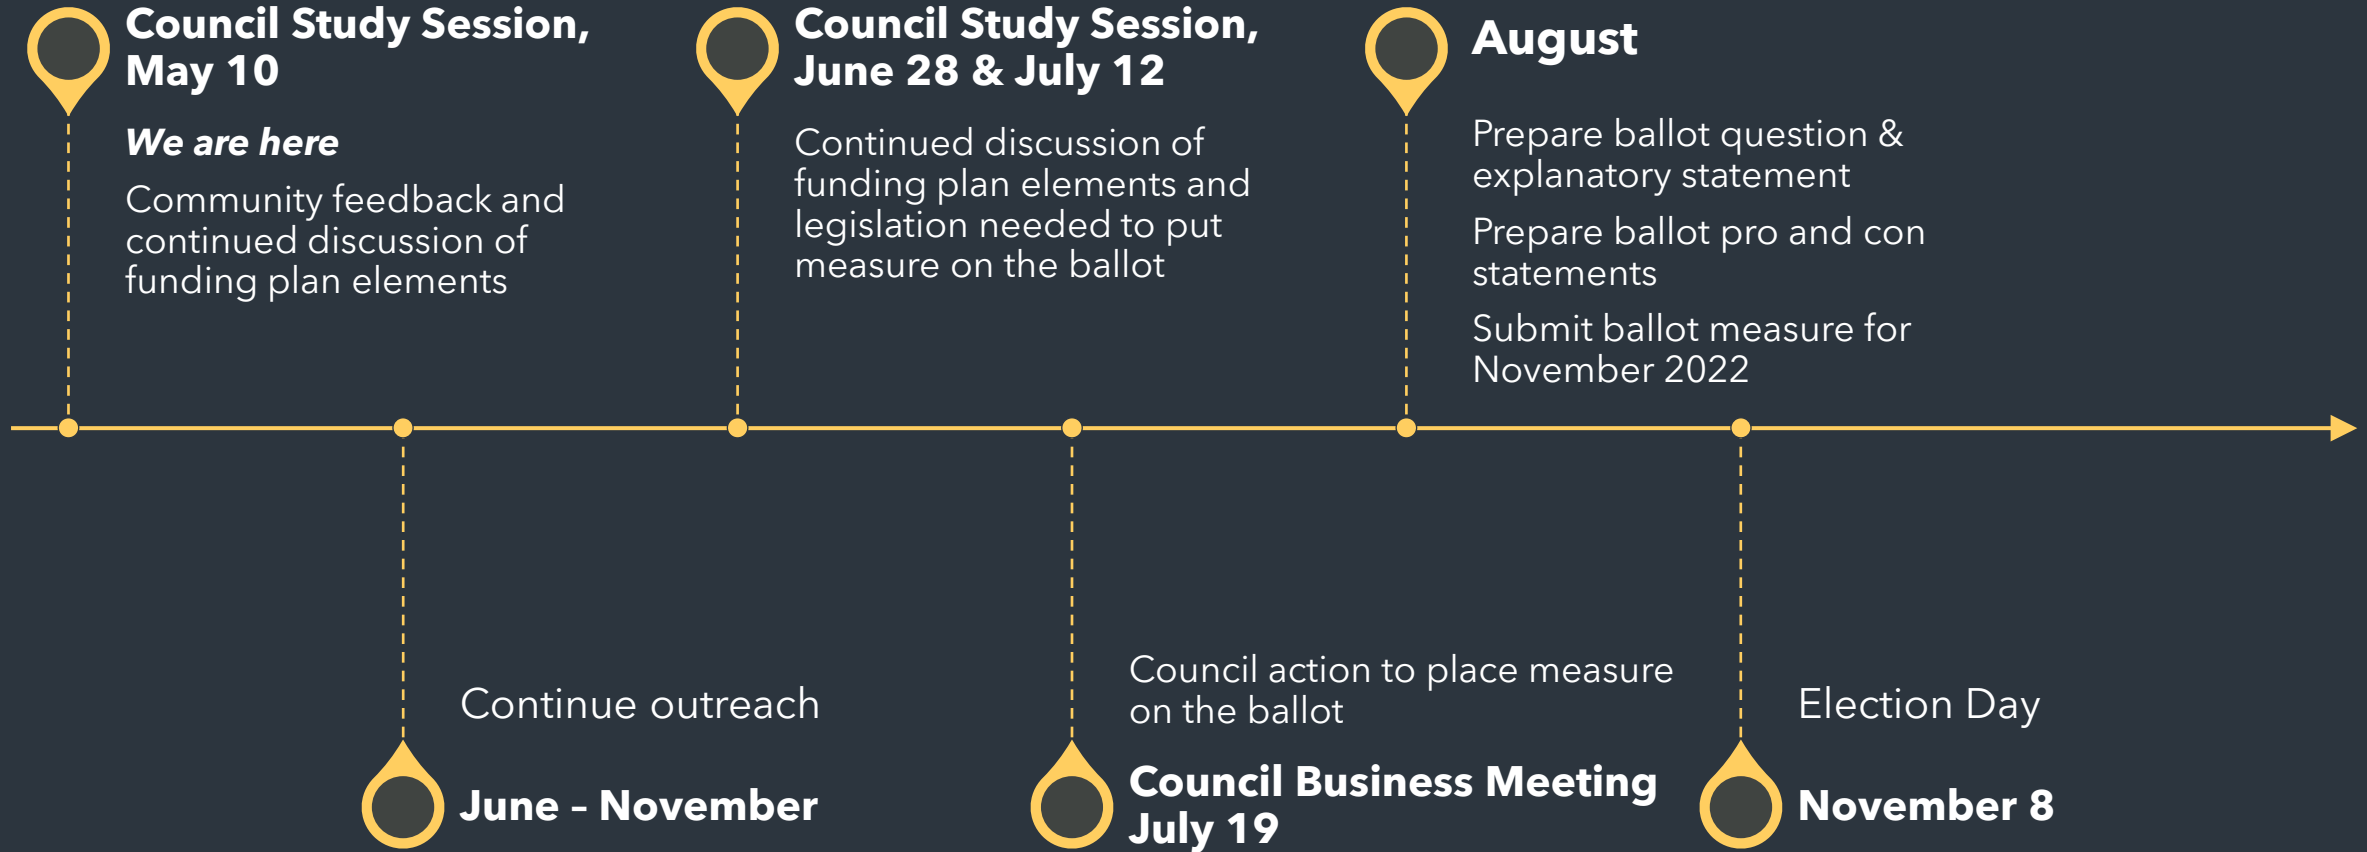 Council Study Session,
May 10
We are here
Community feedback and
continued discussion of
funding plan elements
Council Study Session,
June 28 & July 12
Continued discussion of
funding plan elements and
legislation needed to put
measure on the ballot
August
Prepare ballot question &
explanatory statement
Prepare ballot pro and con
statements
Submit ballot measure for
November 2022
Continue outreach
June – November
Council action to place measure
on the ballot
Council Business Meeting
July 19
Election Day
November 8